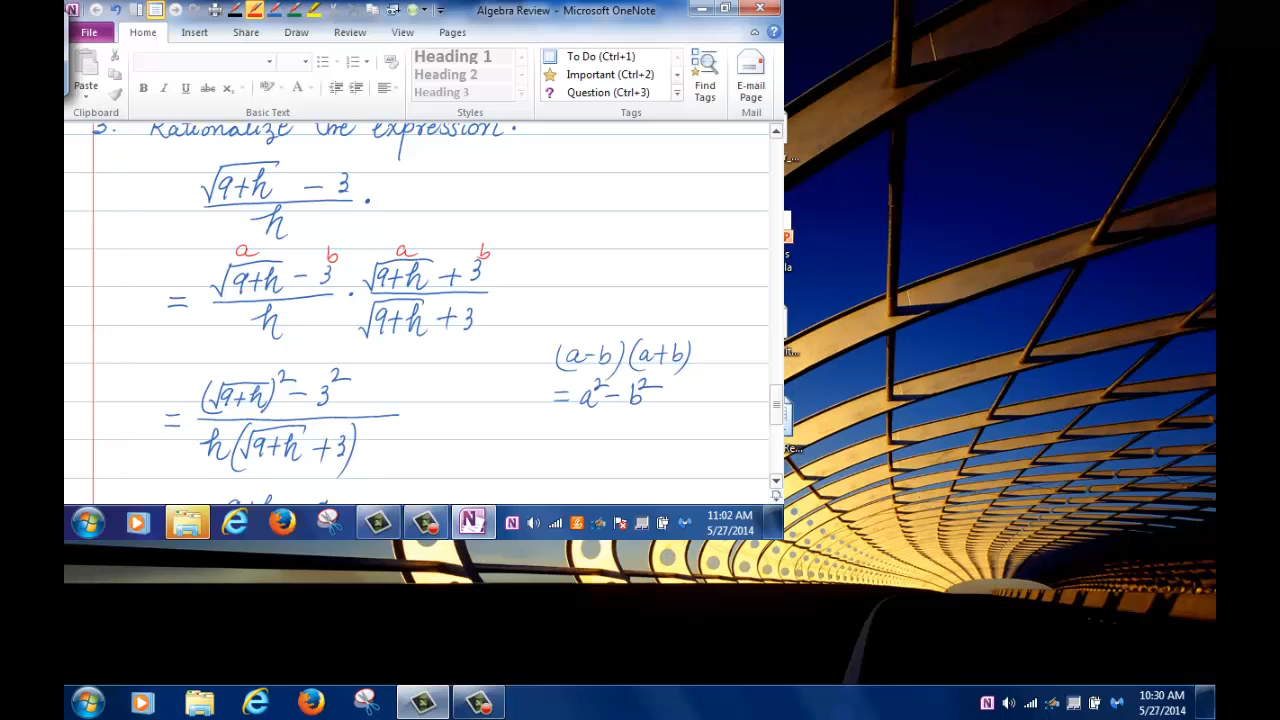 Algebra Review - Microsoft OneNote
File Home Insert Share Draw Review View Pages
Paste
B I U abc x₂ A
Heading 1
Heading 2
Heading 3
To Do (Ctrl+1)
Important (Ctrl+2)
Question (Ctrl+3)
Find Tags
E-mail Page
Clipboard Basic Text Styles Tags Mail
3. Rationalize the expression.
√(9+h) - 3
h
a b a b
= √(9+h) - 3 · √(9+h) + 3
h √(9+h) + 3
(a-b)(a+b)
= a² - b²
= (√(9+h))² - 3²
h(√(9+h) + 3)
11:02 AM
5/27/2014
10:30 AM
5/27/2014